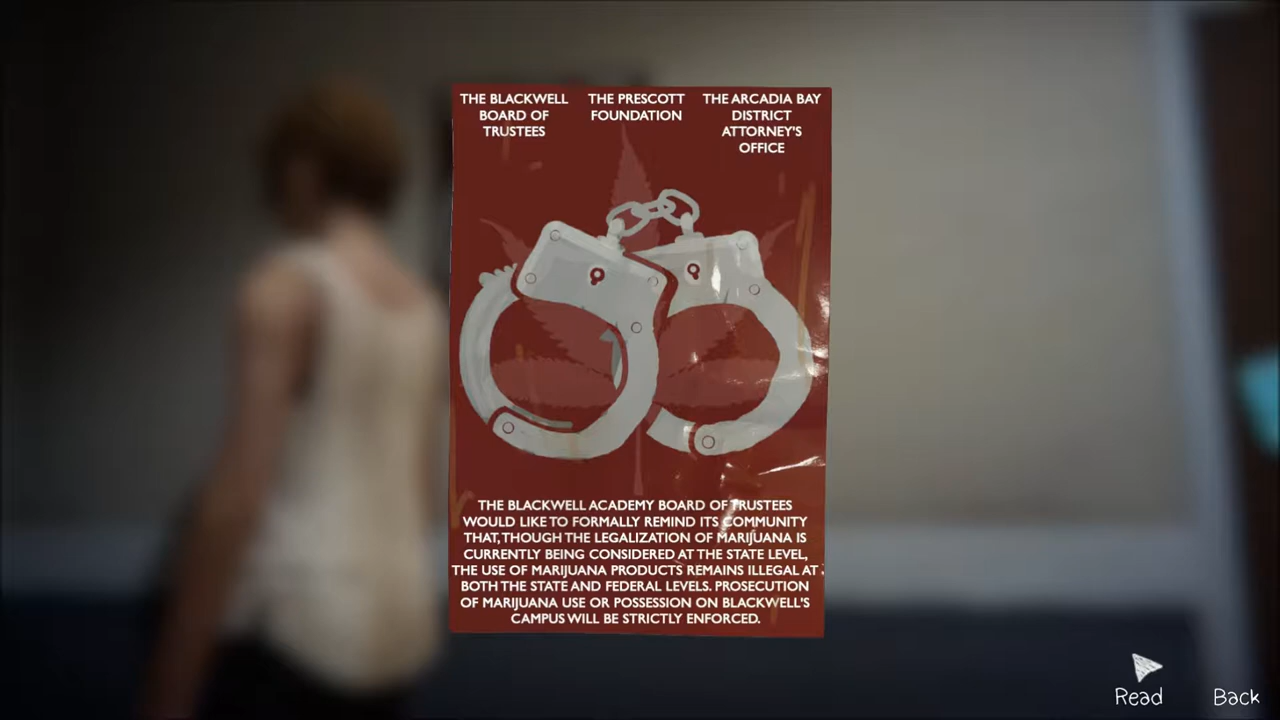 THE BLACKWELL
BOARD OF
TRUSTEES
THE PRESCOTT
FOUNDATION
THE ARCADIA BAY
DISTRICT
ATTORNEY'S
OFFICE
THE BLACKWELL ACADEMY BOARD OF TRUSTEES
WOULD LIKE TO FORMALLY REMIND ITS COMMUNITY
THAT, THOUGH THE LEGALIZATION OF MARIJUANA IS
CURRENTLY BEING CONSIDERED AT THE STATE LEVEL,
THE USE OF MARIJUANA PRODUCTS REMAINS ILLEGAL AT
BOTH THE STATE AND FEDERAL LEVELS. PROSECUTION
OF MARIJUANA USE OR POSSESSION ON BLACKWELL'S
CAMPUS WILL BE STRICTLY ENFORCED.
Read
Back